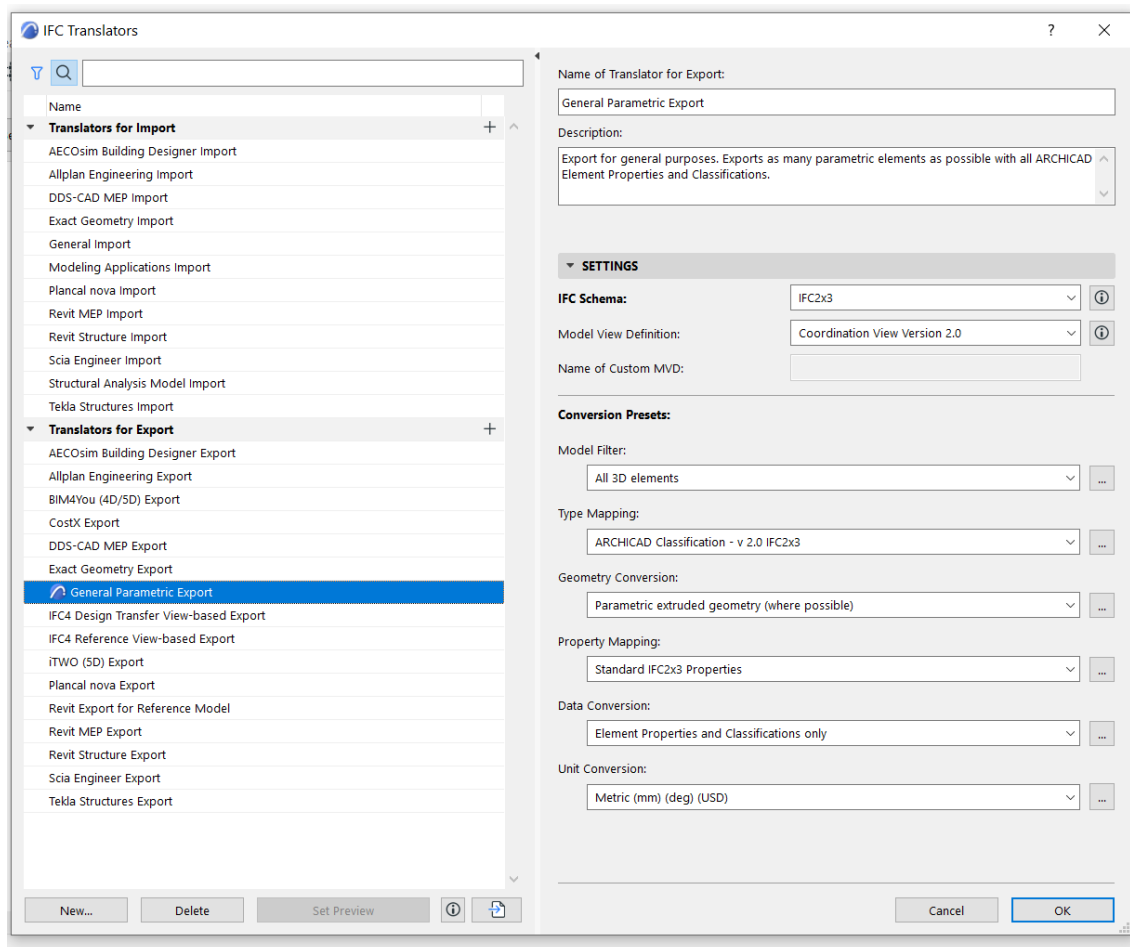 IFC Translators
?
Name
Translators for Import
AECOsim Building Designer Import
Allplan Engineering Import
DDS-CAD MEP Import
Exact Geometry Import
General Import
Modeling Applications Import
Plancal nova Import
Revit MEP Import
Revit Structure Import
Scia Engineer Import
Structural Analysis Model Import
Tekla Structures Import
Translators for Export
AECOsim Building Designer Export
Allplan Engineering Export
BIM4You (4D/5D) Export
CostX Export
DDS-CAD MEP Export
Exact Geometry Export
General Parametric Export
IFC4 Design Transfer View-based Export
IFC4 Reference View-based Export
iTWO (5D) Export
Plancal nova Export
Revit Export for Reference Model
Revit MEP Export
Revit Structure Export
Scia Engineer Export
Tekla Structures Export
New...
Delete
Set Preview
Name of Translator for Export:
General Parametric Export
Description:
Export for general purposes. Exports as many parametric elements as possible with all ARCHICAD
Element Properties and Classifications.
SETTINGS
IFC Schema:
IFC2x3
Model View Definition:
Coordination View Version 2.0
Name of Custom MVD:
Conversion Presets:
Model Filter:
All 3D elements
...
Type Mapping:
ARCHICAD Classification - v 2.0 IFC2x3
...
Geometry Conversion:
Parametric extruded geometry (where possible)
...
Property Mapping:
Standard IFC2x3 Properties
...
Data Conversion:
Element Properties and Classifications only
...
Unit Conversion:
Metric (mm) (deg) (USD)
...
Cancel
OK